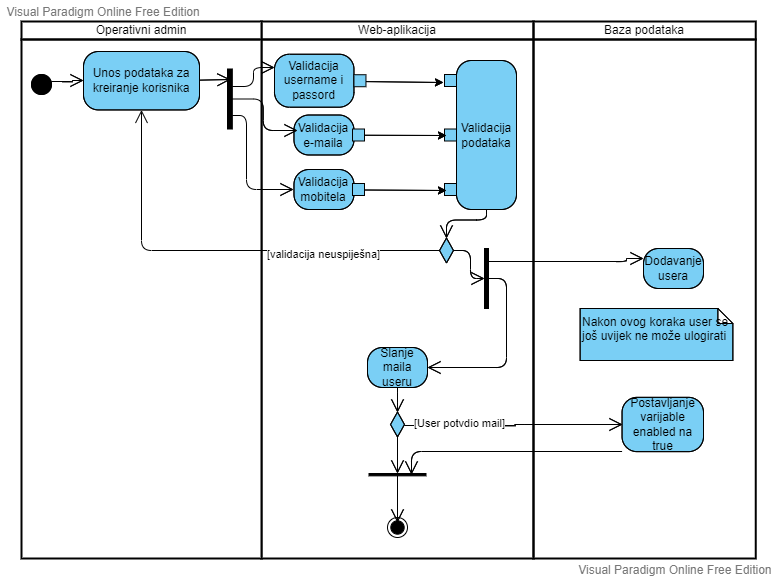 Visual Paradigm Online Free Edition
Operativni admin
Web-aplikacija
Baza podataka
Unos podataka za
kreiranje korisnika
Validacija
username i
passord
Validacija
e-maila
Validacija
mobitela
Validacija
podataka
[validacija neuspiješna]
Dodavanje
usera
Nakon ovog koraka user se
još uvijek ne može ulogirati
Slanje
maila
useru
[User potvdio mail]
Postavljanje
varijable
enabled na
true
Visual Paradigm Online Free Edition